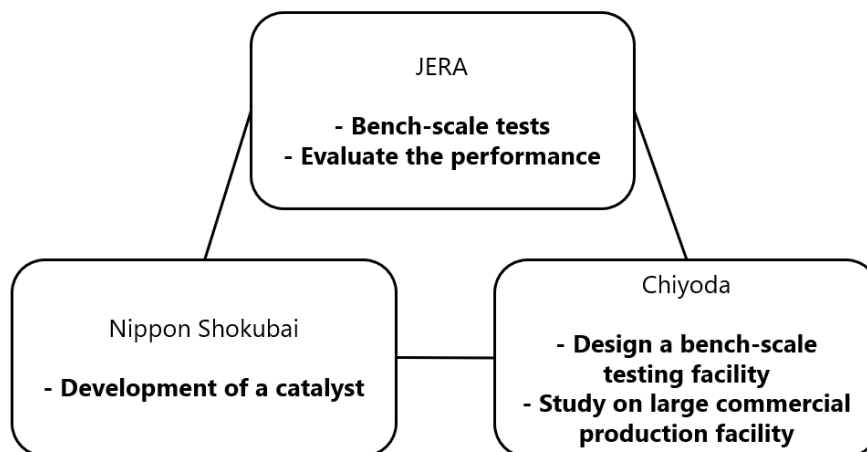 JERA
- Bench-scale tests
- Evaluate the performance
Nippon Shokubai
- Development of a catalyst
Chiyoda
- Design a bench-scale
testing facility
- Study on large commercial
production facility